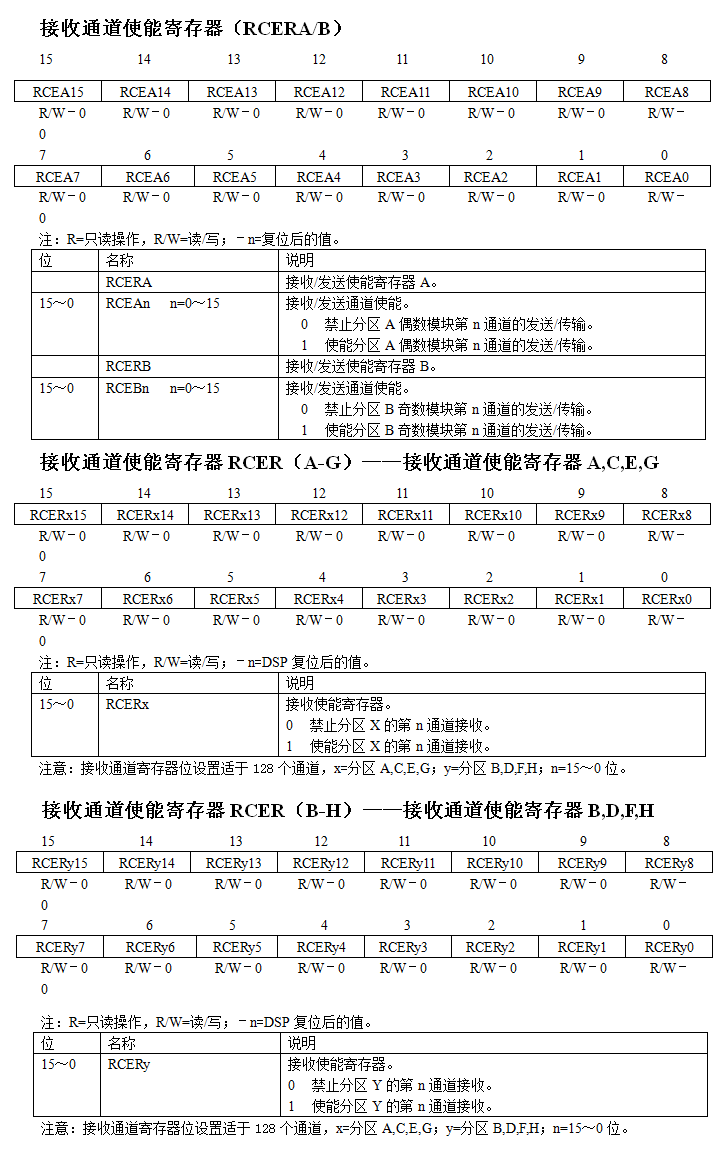 接收通道使能寄存器（RCERA/B）
15 14 13 12 11 10 9 8
RCEA15 RCEA14 RCEA13 RCEA12 RCEA11 RCEA10 RCEA9 RCEA8
R/W－0 R/W－0 R/W－0 R/W－0 R/W－0 R/W－0 R/W－0 R/W－
0
7 6 5 4 3 2 1 0
RCEA7 RCEA6 RCEA5 RCEA4 RCEA3 RCEA2 RCEA1 RCEA0
R/W－0 R/W－0 R/W－0 R/W－0 R/W－0 R/W－0 R/W－0 R/W－
0
注：R=只读操作，R/W=读/写；－n=复位后的值。
位 名称 说明
RCERA 接收/发送使能寄存器 A。
15～0 RCEAn n=0～15 接收/发送通道使能。
0 禁止分区 A 偶数模块第 n 通道的发送/传输。
1 使能分区 A 偶数模块第 n 通道的发送/传输。
RCERB 接收/发送使能寄存器 B。
15～0 RCEBn n=0～15 接收/发送通道使能。
0 禁止分区 B 奇数模块第 n 通道的发送/传输。
1 使能分区 B 奇数模块第 n 通道的发送/传输。
接收通道使能寄存器 RCER（A-G）——接收通道使能寄存器 A,C,E,G
15 14 13 12 11 10 9 8
RCERx15 RCERx14 RCERx13 RCERx12 RCERx11 RCERx10 RCERx9 RCERx8
R/W－0 R/W－0 R/W－0 R/W－0 R/W－0 R/W－0 R/W－0 R/W－
0
7 6 5 4 3 2 1 0
RCERx7 RCERx6 RCERx5 RCERx4 RCERx3 RCERx2 RCERx1 RCERx0
R/W－0 R/W－0 R/W－0 R/W－0 R/W－0 R/W－0 R/W－0 R/W－
0
注：R=只读操作，R/W=读/写；－n=DSP 复位后的值。
位 名称 说明
15～0 RCERx 接收使能寄存器。
0 禁止分区 X 的第 n 通道接收。
1 使能分区 X 的第 n 通道接收。
注意：接收通道寄存器位设置适于 128 个通道，x=分区 A,C,E,G；y=分区 B,D,F,H；n=15～0 位。
接收通道使能寄存器 RCER（B-H）——接收通道使能寄存器 B,D,F,H
15 14 13 12 11 10 9 8
RCERy15 RCERy14 RCERy13 RCERy12 RCERy11 RCERy10 RCERy9 RCERy8
R/W－0 R/W－0 R/W－0 R/W－0 R/W－0 R/W－0 R/W－0 R/W－
0
7 6 5 4 3 2 1 0
RCERy7 RCERy6 RCERy5 RCERy4 RCERy3 RCERy2 RCERy1 RCERy0
R/W－0 R/W－0 R/W－0 R/W－0 R/W－0 R/W－0 R/W－0 R/W－
0
注：R=只读操作，R/W=读/写；－n=DSP 复位后的值。
位 名称 说明
15～0 RCERy 接收使能寄存器。
0 禁止分区 Y 的第 n 通道接收。
1 使能分区 Y 的第 n 通道接收。
注意：接收通道寄存器位设置适于 128 个通道，x=分区 A,C,E,G；y=分区 B,D,F,H；n=15～0 位。